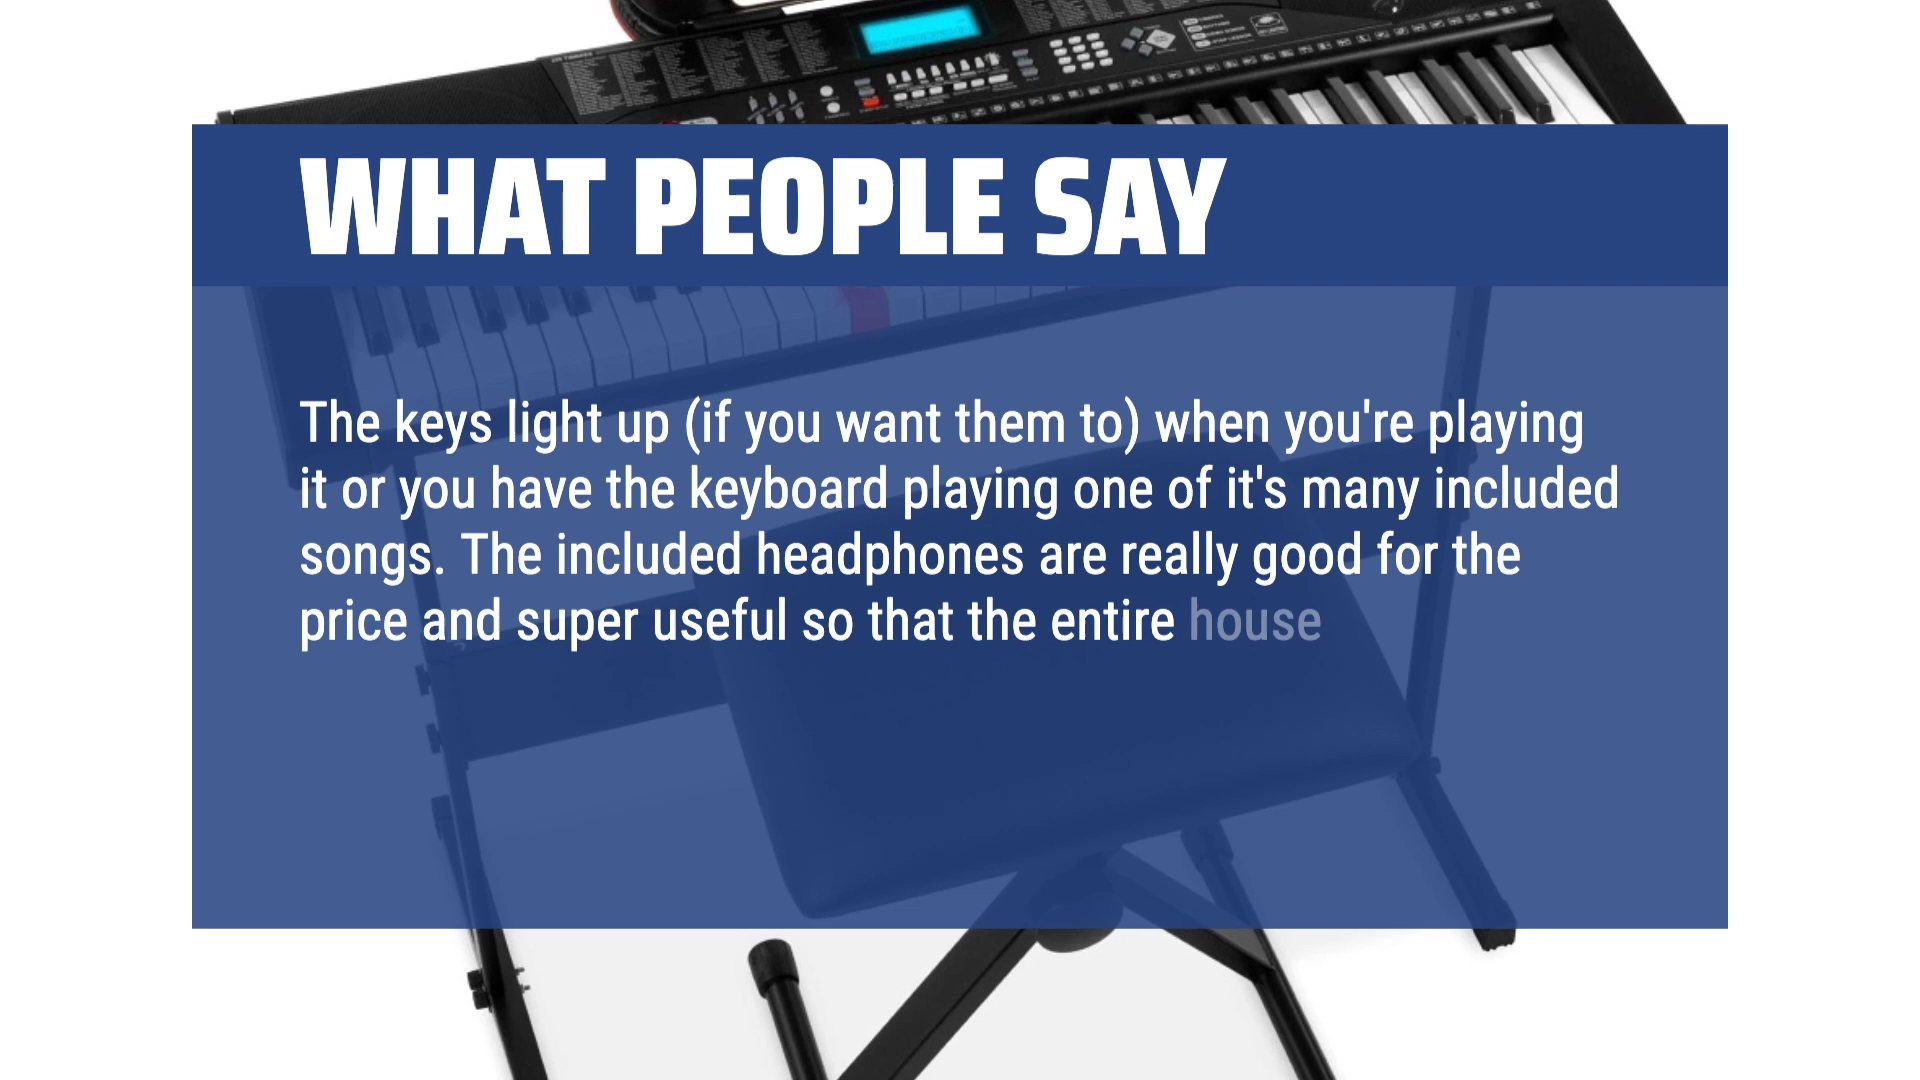 WHAT PEOPLE SAY
The keys light up (if you want them to) when you're playing
it or you have the keyboard playing one of it's many included
songs. The included headphones are really good for the
price and super useful so that the entire house